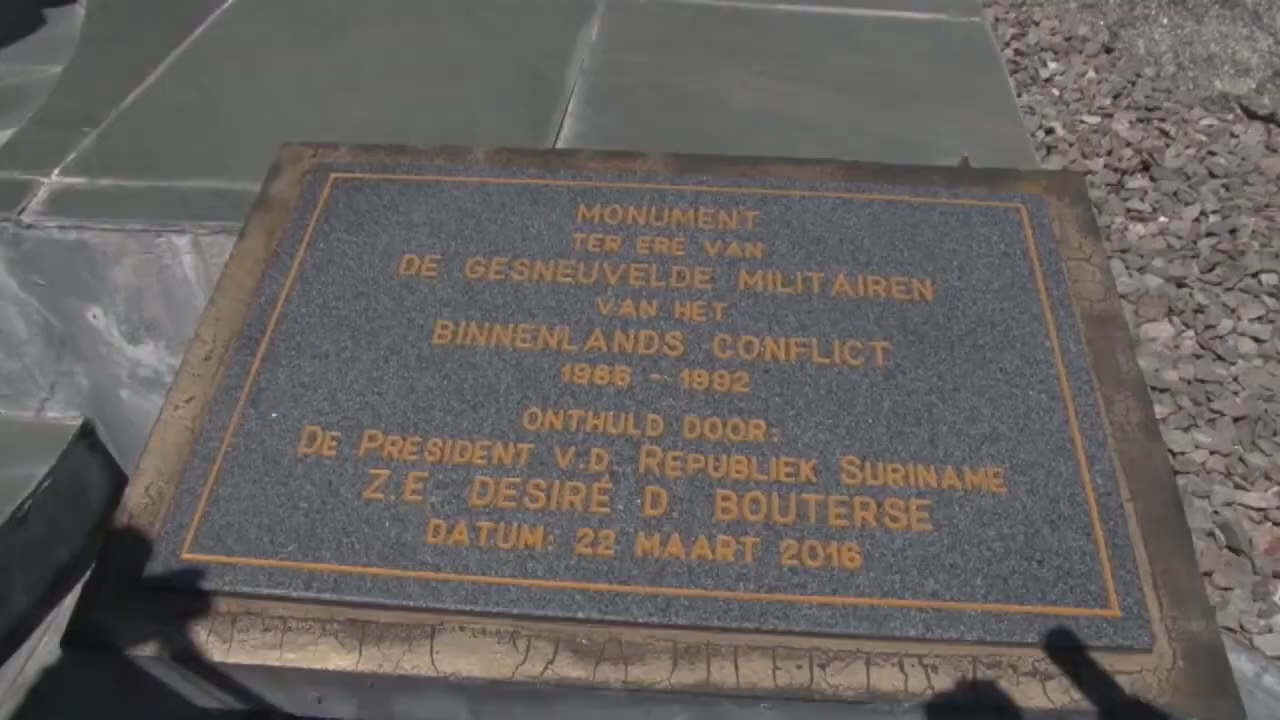 MONUMENT
TER ERE VAN
DE GESNEUVELDE MILITAIREN
VAN HET
BINNENLANDS CONFLICT
1986 - 1992
ONTHULD DOOR:
DE PRESIDENT V.D. REPUBLIEK SURINAME
Z.E. DESIRÉ D. BOUTERSE
DATUM: 22 MAART 2016